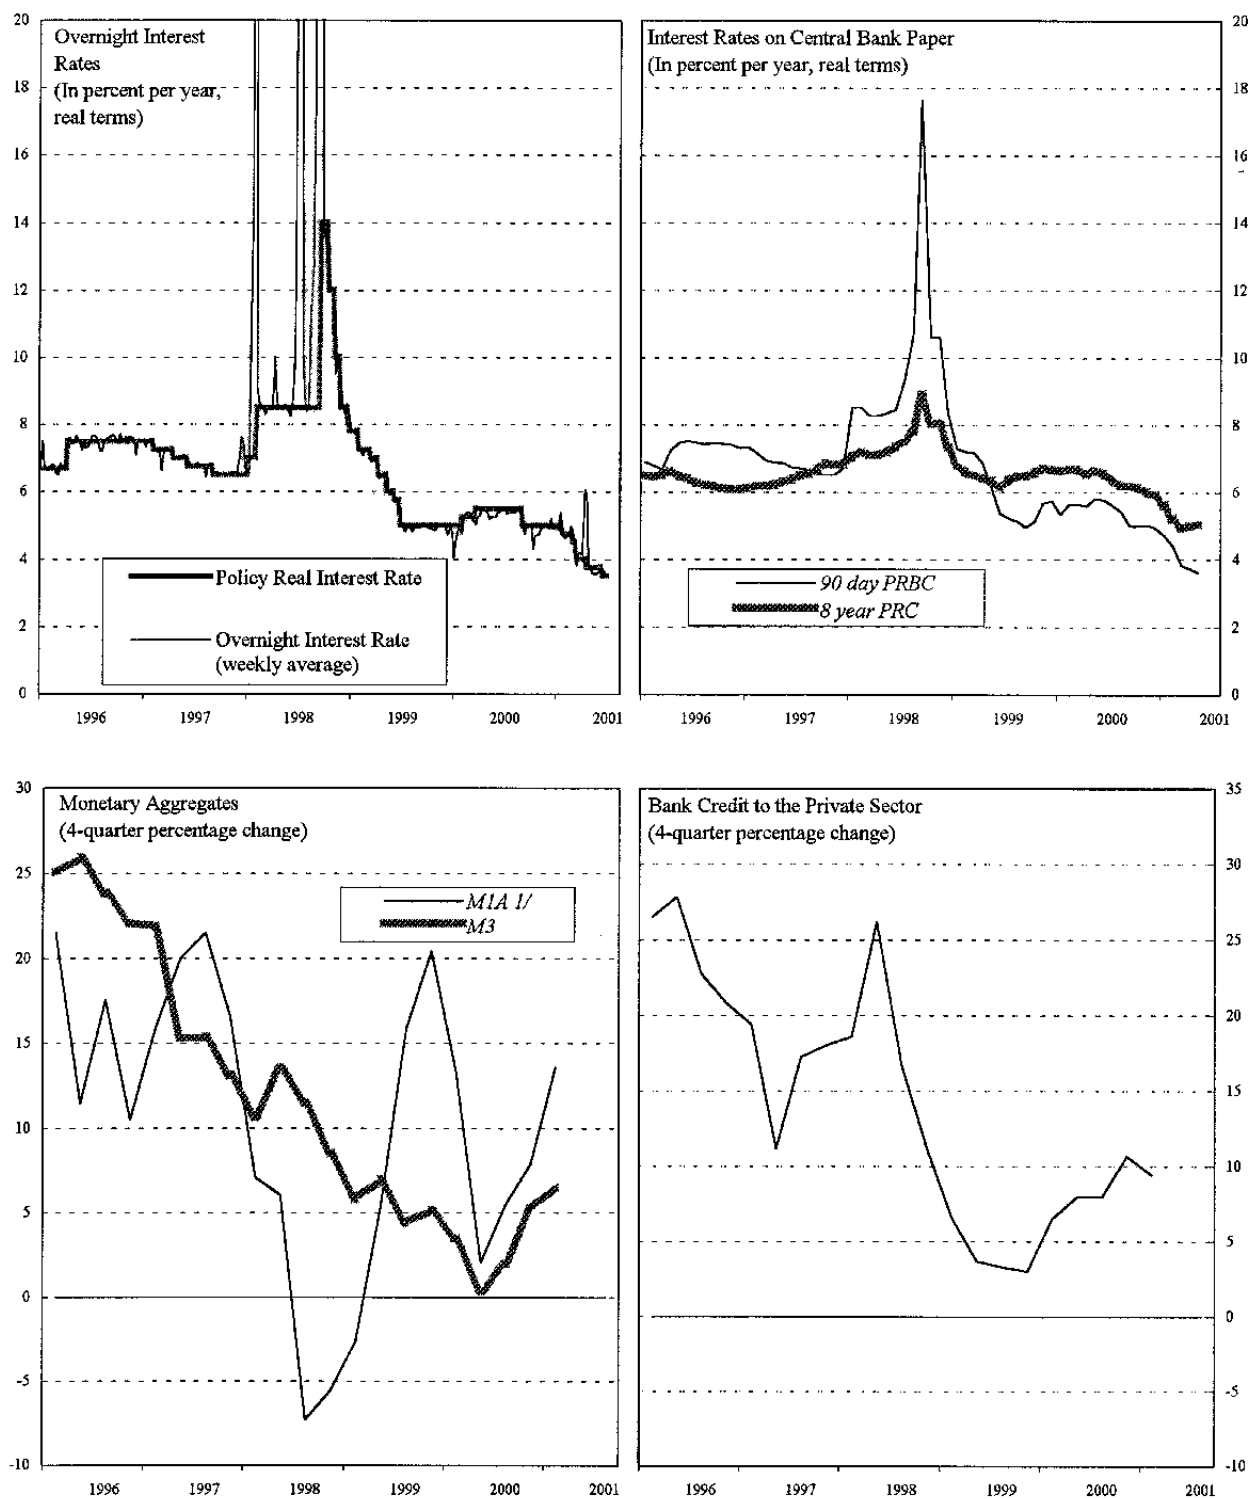 Overnight Interest
Rates
(In percent per year,
real terms)
20
18
16
14
12
10
8
6
4
2
0
Policy Real Interest Rate
Overnight Interest Rate
(weekly average)
1996 1997 1998 1999 2000 2001
Interest Rates on Central Bank Paper
(In percent per year, real terms)
20
18
16
14
12
10
8
6
4
2
0
90 day PRBC
8 year PRC
1996 1997 1998 1999 2000 2001
Monetary Aggregates
(4-quarter percentage change)
30
25
20
15
10
5
0
-5
-10
M1A 1/
M3
1996 1997 1998 1999 2000 2001
Bank Credit to the Private Sector
(4-quarter percentage change)
35
30
25
20
15
10
5
0
-5
-10
1996 1997 1998 1999 2000 2001